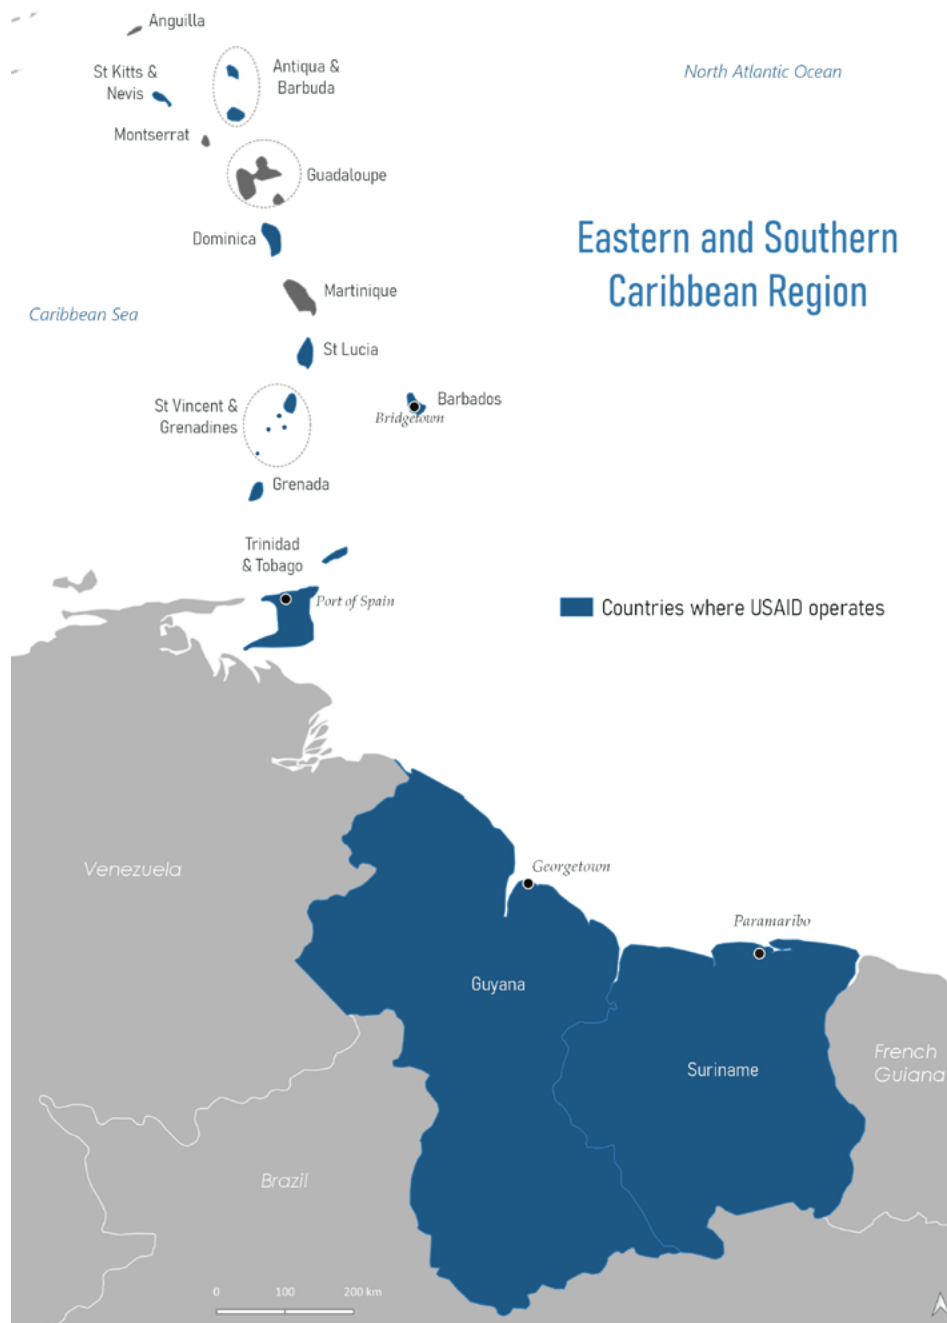 Anguilla
St Kitts &
Nevis
Antiqua &
Barbuda
North Atlantic Ocean
Montserrat
Guadaloupe
Dominica
Eastern and Southern
Caribbean Region
Martinique
Caribbean Sea
St Lucia
St Vincent &
Grenadines
Barbados
Bridgetown
Grenada
Trinidad
& Tobago
Port of Spain
Countries where USAID operates
Venezuela
Georgetown
Paramaribo
Guyana
Suriname
French
Guiana
Brazil
0 100 200 km